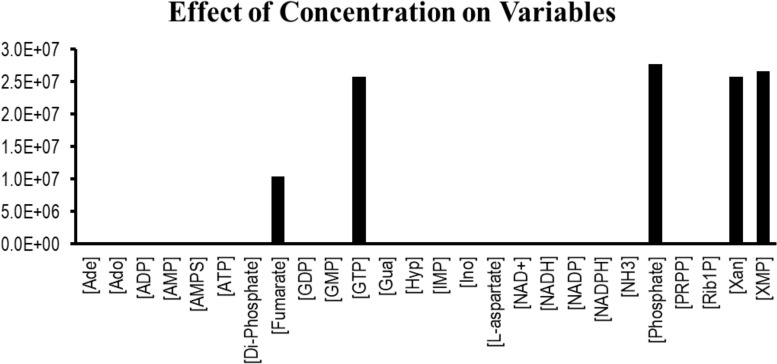 Effect of Concentration on Variables
3.0E+07
2.5E+07
2.0E+07
1.5E+07
1.0E+07
5.0E+06
0.0E+00
[Ade]
[Ado]
[ADP]
[AMP]
[AMPS]
[ATP]
[Di-Phosphate]
[Fumarate]
[GDP]
[GMP]
[GTP]
[Gua]
[Hyp]
[IMP]
[Ino]
[L-aspartate]
[NAD+]
[NADH]
[NADP]
[NADPH]
[NH3]
[Phosphate]
[PRPP]
[Rib1P]
[Xan]
[XMP]